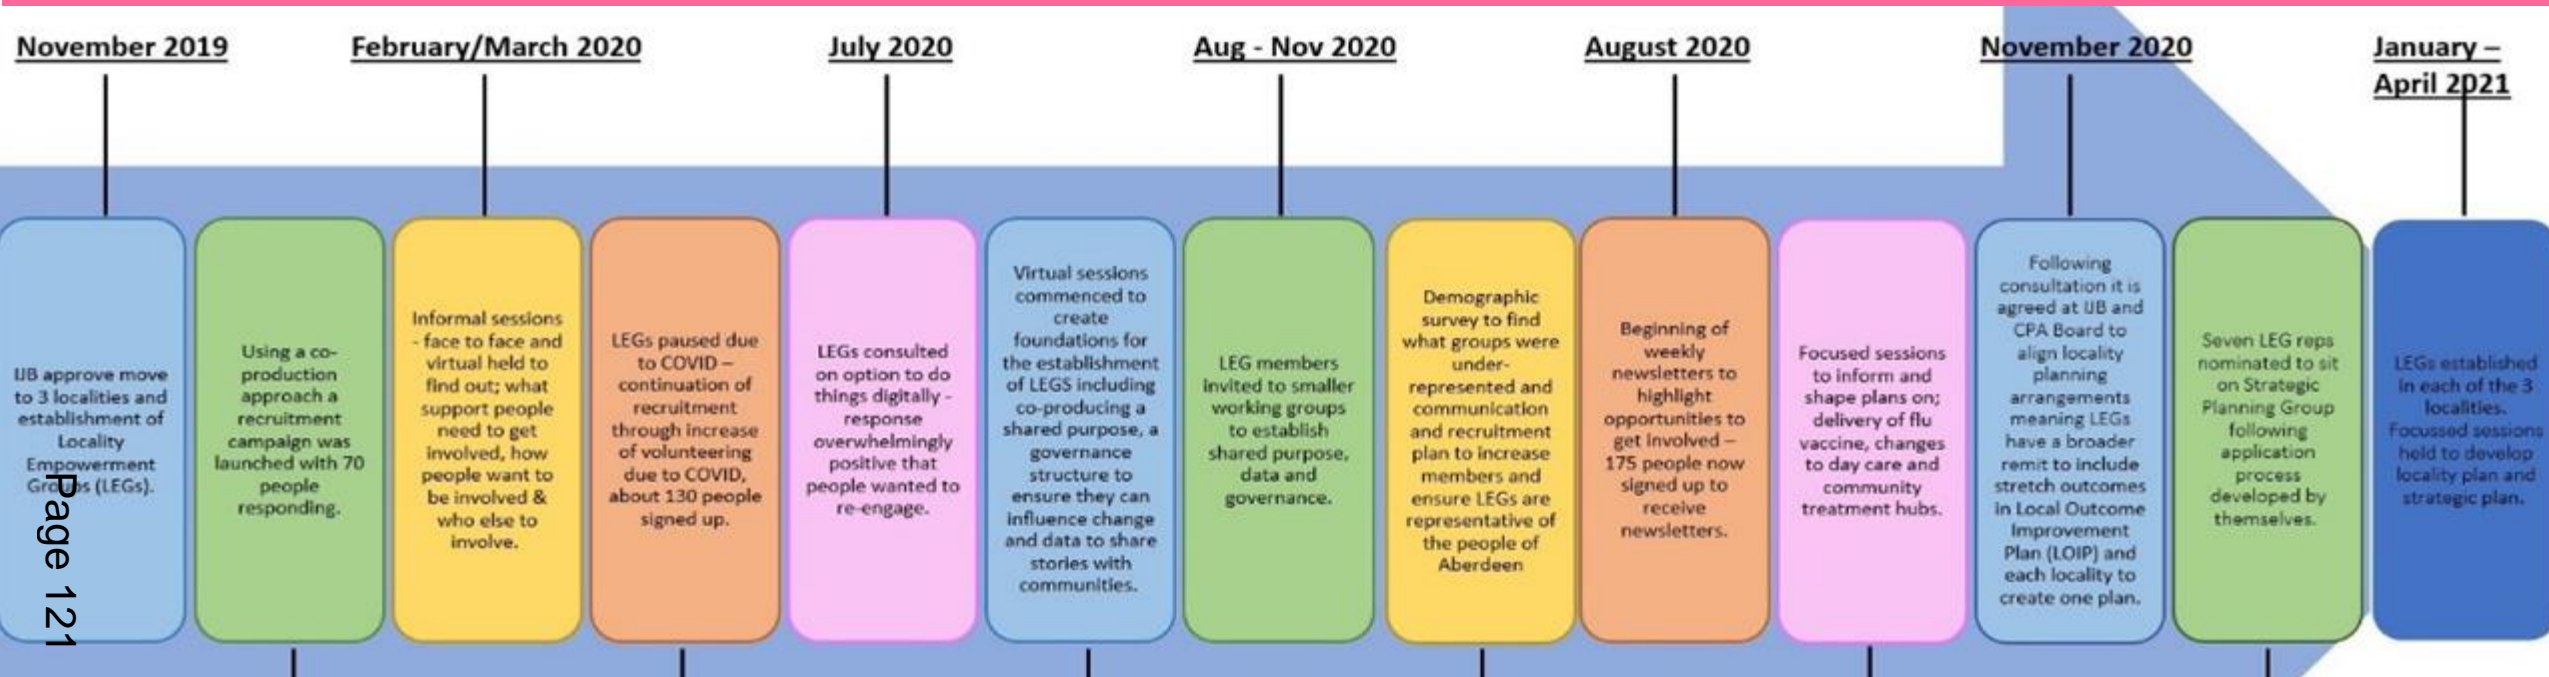 November 2019
February/March 2020
July 2020
Aug - Nov 2020
August 2020
November 2020
January –
April 2021
IJB approve move
to 3 localities and
establishment of
Locality
Empowerment
Groups (LEGs).
Using a co-
production
approach a
recruitment
campaign was
launched with 70
people
responding.
Informal sessions
- face to face and
virtual held to
find out; what
support people
need to get
involved, how
people want to
be involved &
who else to
involve.
LEGs paused due
to COVID –
continuation of
recruitment
through increase
of volunteering
due to COVID,
about 130 people
signed up.
LEGs consulted
on option to do
things digitally -
response
overwhelmingly
positive that
people wanted to
re-engage.
Virtual sessions
commenced to
create
foundations for
the establishment
of LEGS including
co-producing a
shared purpose, a
governance
structure to
ensure they can
influence change
and data to share
stories with
communities.
LEG members
invited to smaller
working groups
to establish
shared purpose,
data and
governance.
Demographic
survey to find
what groups were
under-
represented and
communication
and recruitment
plan to increase
members and
ensure LEGs are
representative of
the people of
Aberdeen
Beginning of
weekly
newsletters to
highlight
opportunities to
get involved –
175 people now
signed up to
receive
newsletters.
Focused sessions
to inform and
shape plans on;
delivery of flu
vaccine, changes
to day care and
community
treatment hubs.
Following
consultation it is
agreed at IJB and
CPA Board to
align locality
planning
arrangements
meaning LEGs
have a broader
remit to include
stretch outcomes
in Local Outcome
Improvement
Plan (LOIP) and
each locality to
create one plan.
Seven LEG reps
nominated to sit
on Strategic
Planning Group
following
application
process
developed by
themselves.
LEGs established
in each of the 3
localities.
Focussed sessions
held to develop
locality plan and
strategic plan.
Page 121